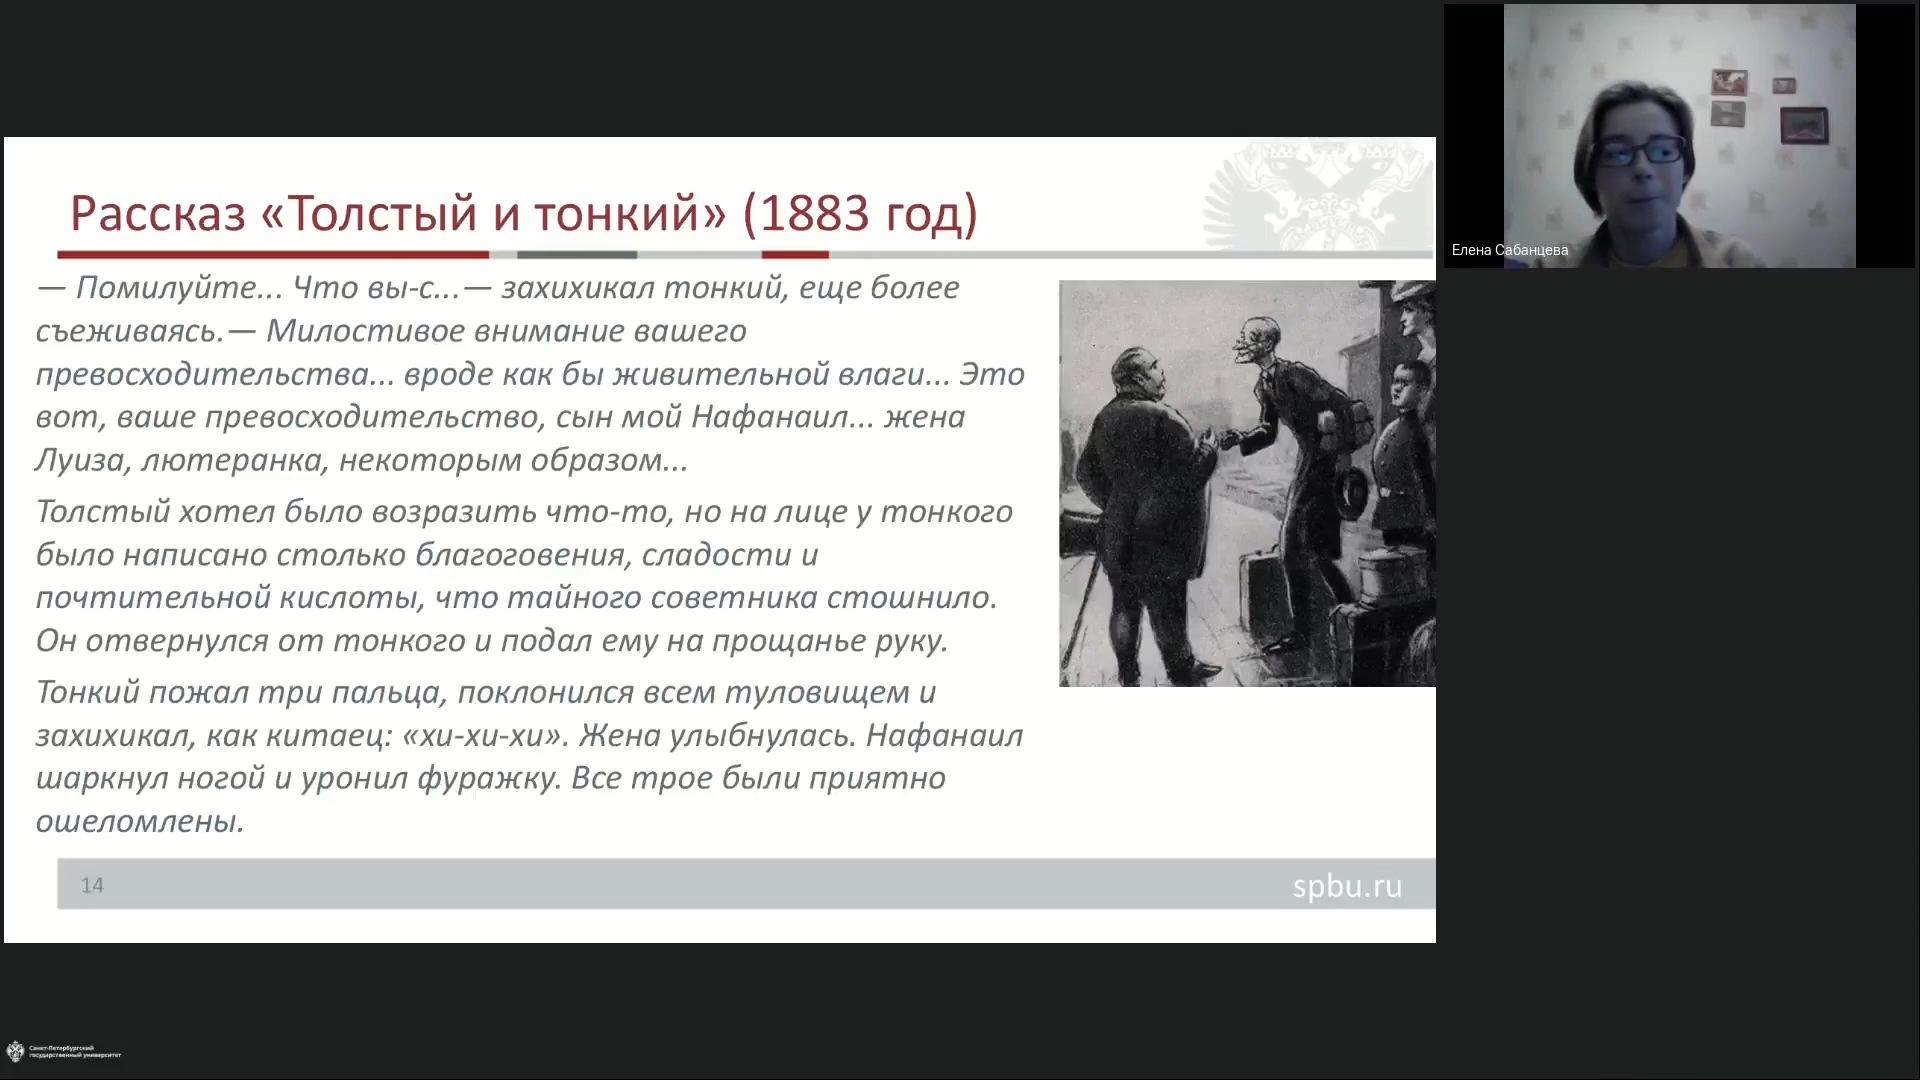 Рассказ «Толстый и тонкий» (1883 год)
— Помилуйте... Что вы-с...— захихикал тонкий, еще более
съеживаясь.— Милостивое внимание вашего
превосходительства... вроде как бы живительной влаги... Это
вот, ваше превосходительство, сын мой Нафанаил... жена
Луиза, лютеранка, некоторым образом...
Толстый хотел было возразить что-то, но на лице у тонкого
было написано столько благоговения, сладости и
почтительной кислоты, что тайного советника стошнило.
Он отвернулся от тонкого и подал ему на прощанье руку.
Тонкий пожал три пальца, поклонился всем туловищем и
захихикал, как китаец: «хи-хи-хи». Жена улыбнулась. Нафанаил
шаркнул ногой и уронил фуражку. Все трое были приятно
ошеломлены.
14
spbu.ru
Елена Сабанцева
Санкт-Петербургский
государственный университет